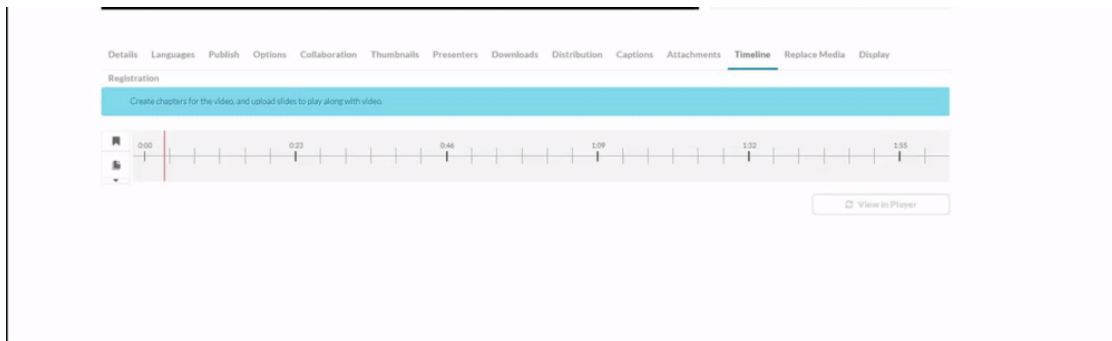 Details Languages Publish Options Collaboration Thumbnails Presenters Downloads Distribution Captions Attachments Timeline Replace Media Display
Registration
Create chapters for the video, and upload slides to play along with video.
0:00 0:23 0:46 1:09 1:32 1:55
View in Player